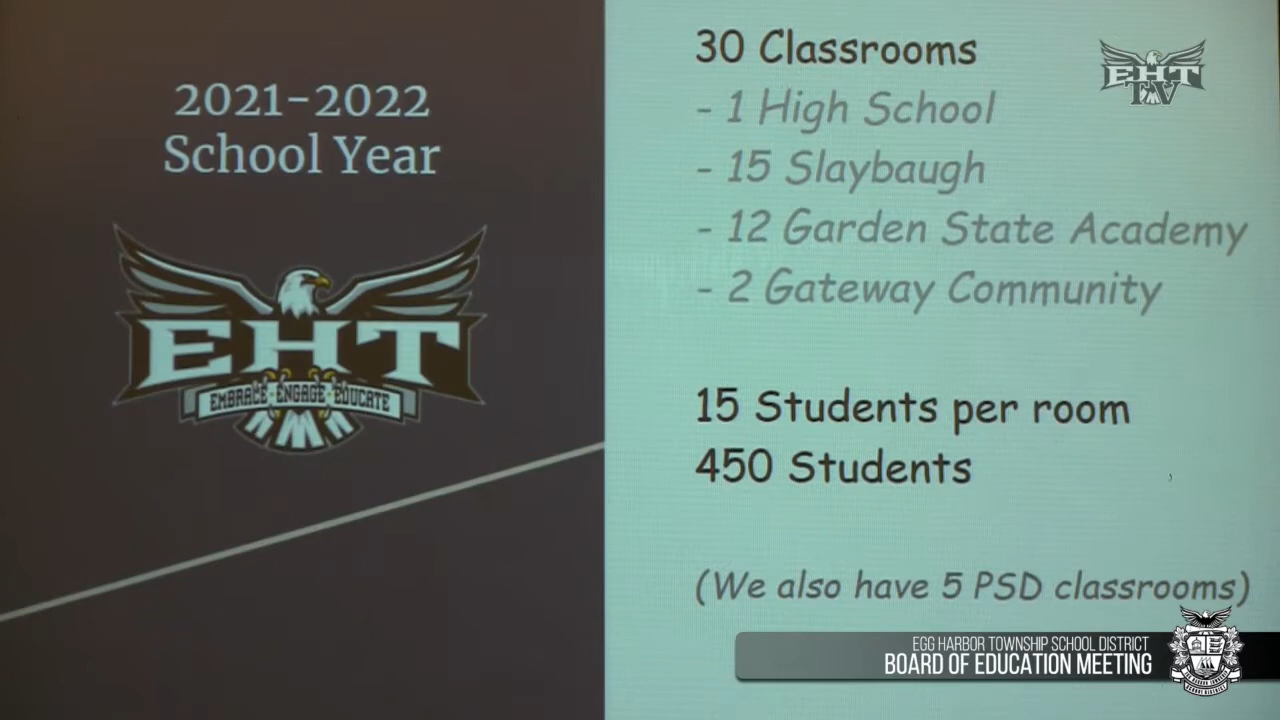 2021-2022
School Year
EHT
EMBRACE · ENGAGE · EDUCATE
30 Classrooms
- 1 High School
- 15 Slaybaugh
- 12 Garden State Academy
- 2 Gateway Community
15 Students per room
450 Students
(We also have 5 PSD classrooms)
EHT
TV
EGG HARBOR TOWNSHIP SCHOOL DISTRICT
BOARD OF EDUCATION MEETING